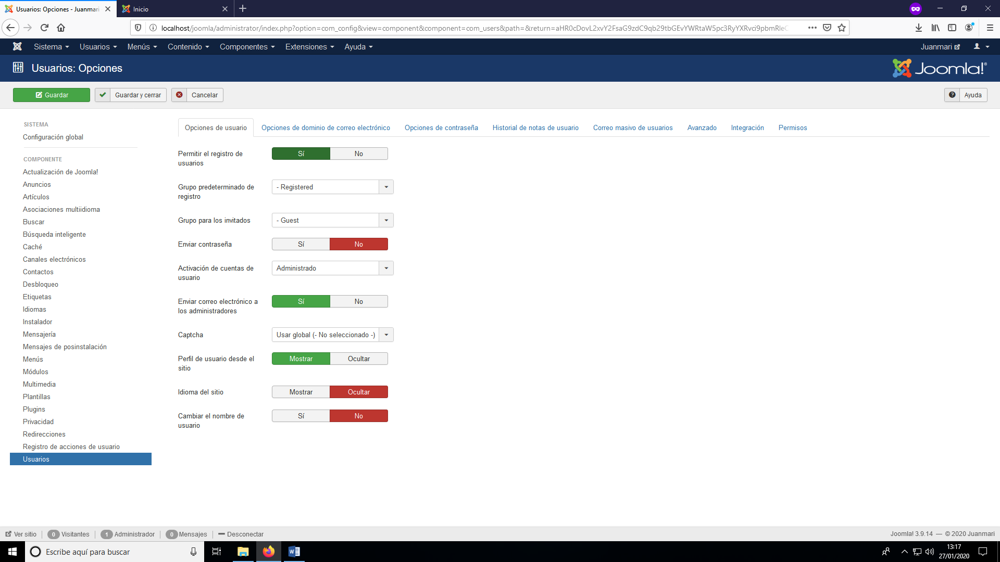 Usuarios: Opciones - Juanmari
Inicio
localhost/joomla/administrator/index.php?option=com_config&view=component&component=com_users&path=&return=aHR0cDovL2xvY2FsaG9zdC9qb29tbGEvYWRtaW5pc3RyYXRvci9pbmRleC
Sistema Usuarios Menús Contenido Componentes Extensiones Ayuda Juanmari
Usuarios: Opciones Joomla!®
Guardar Guardar y cerrar Cancelar Ayuda
SISTEMA
Configuración global
COMPONENTE
Actualización de Joomla!
Anuncios
Artículos
Asociaciones multiidioma
Buscar
Búsqueda inteligente
Caché
Canales electrónicos
Contactos
Desbloqueo
Etiquetas
Idiomas
Instalador
Mensajería
Mensajes de posinstalación
Menús
Módulos
Multimedia
Plantillas
Plugins
Privacidad
Redirecciones
Registro de acciones de usuario
Usuarios
Opciones de usuario Opciones de dominio de correo electrónico Opciones de contraseña Historial de notas de usuario Correo masivo de usuarios Avanzado Integración Permisos
Permitir el registro de
usuarios
Sí No
Grupo predeterminado de
registro
- Registered
Grupo para los invitados
- Guest
Enviar contraseña
Sí No
Activación de cuentas de
usuario
Administrado
Enviar correo electrónico a
los administradores
Sí No
Captcha
Usar global (- No seleccionado -)
Perfil de usuario desde el
sitio
Mostrar Ocultar
Idioma del sitio
Mostrar Ocultar
Cambiar el nombre de
usuario
Sí No
Ver sitio 0 Visitantes 1 Administrador 0 Mensajes Desconectar
Joomla! 3.9.14 — © 2020 Juanmari
Escribe aquí para buscar
13:17
27/01/2020